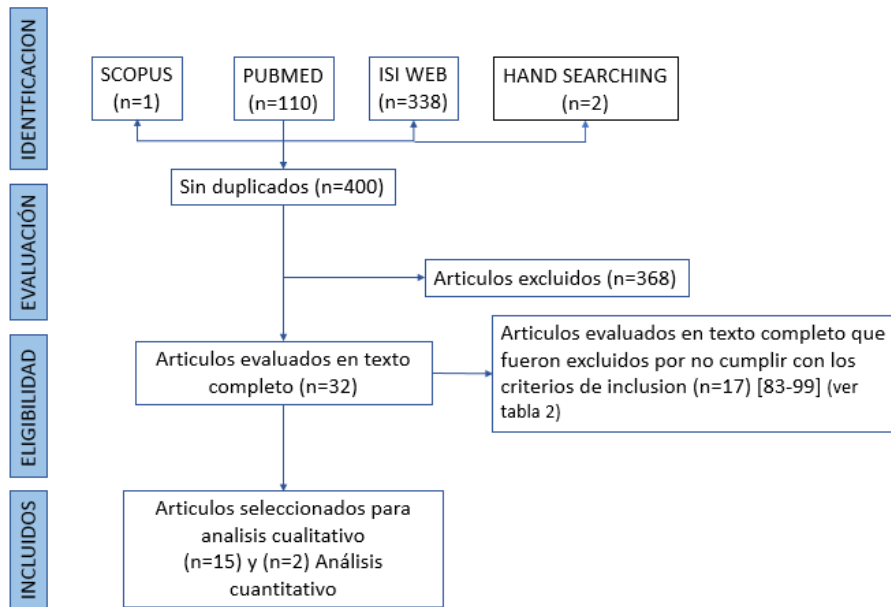 IDENTFICACION
SCOPUS
(n=1)
PUBMED
(n=110)
ISI WEB
(n=338)
HAND SEARCHING
(n=2)
Sin duplicados (n=400)
EVALUACIÓN
Articulos excluidos (n=368)
ELIGIBILIDAD
Articulos evaluados en texto
completo (n=32)
Articulos evaluados en texto completo que
fueron excluidos por no cumplir con los
criterios de inclusion (n=17) [83-99] (ver
tabla 2)
INCLUIDOS
Articulos seleccionados para
analisis cualitativo
(n=15) y (n=2) Análisis
cuantitativo